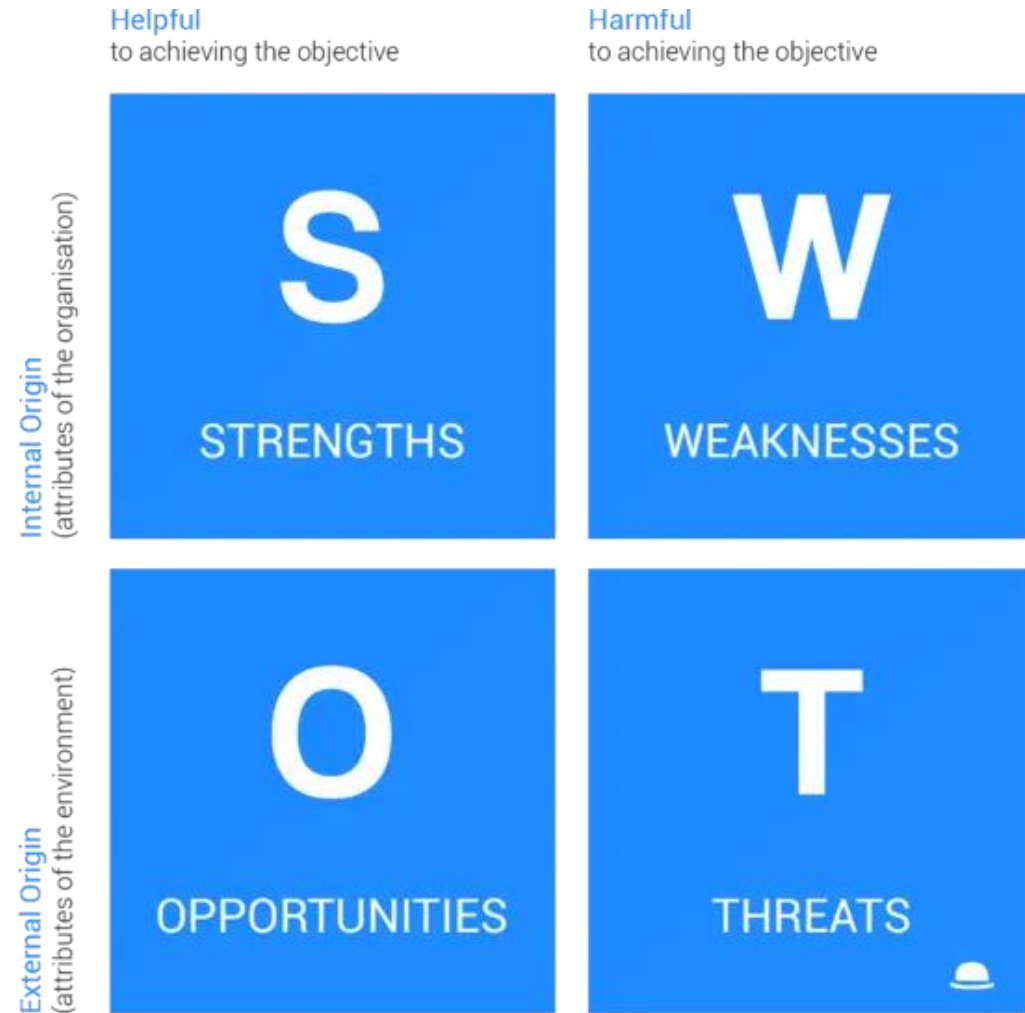 Helpful
to achieving the objective
Harmful
to achieving the objective
Internal Origin
(attributes of the organisation)
S
STRENGTHS
W
WEAKNESSES
External Origin
(attributes of the environment)
O
OPPORTUNITIES
T
THREATS